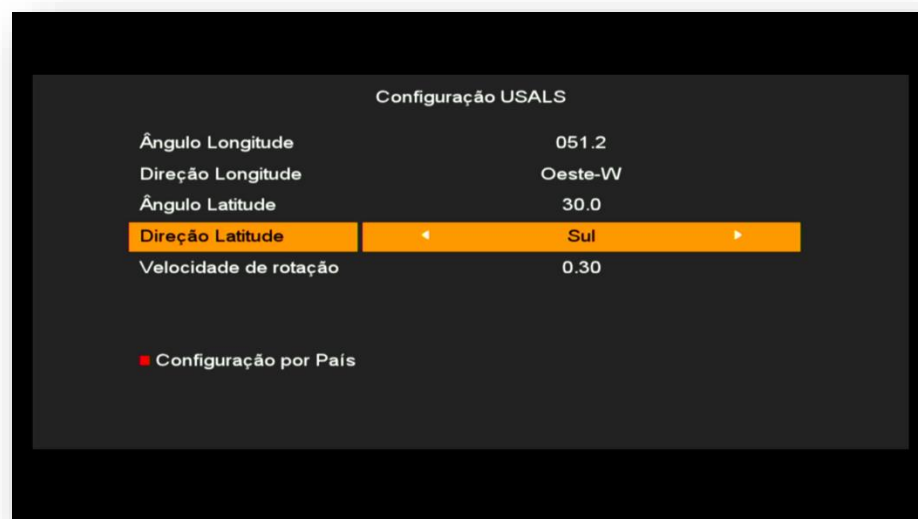 Configuração USALS
Ângulo Longitude 051.2
Direção Longitude Oeste-W
Ângulo Latitude 30.0
Direção Latitude Sul
Velocidade de rotação 0.30
Configuração por País